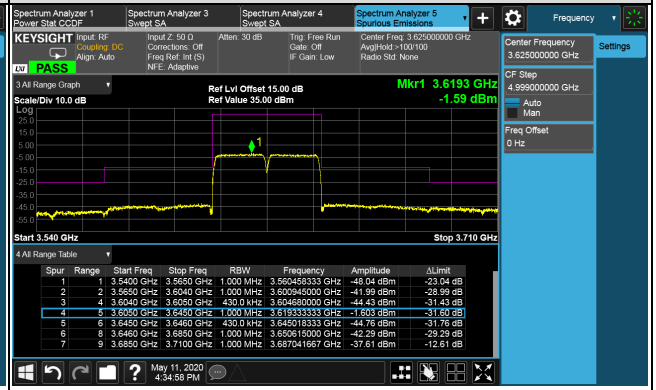 Spectrum Analyzer 1
Power Stat CCDF
Spectrum Analyzer 3
Swept SA
Spectrum Analyzer 4
Swept SA
Spectrum Analyzer 5
Spurious Emissions
Frequency
KEYSIGHT
Input: RF
Coupling: DC
Align: Auto
Input Z: 50 Ω
Corrections: Off
Freq Ref: Int (S)
NFE: Adaptive
Atten: 30 dB
Trig: Free Run
Gate: Off
IF Gain: Low
Center Freq: 3.625000000 GHz
Avg|Hold:>100/100
Radio Std: None
LXI
PASS
Center Frequency
3.625000000 GHz
Settings
CF Step
4.999000000 GHz
Auto
Man
Freq Offset
0 Hz
3 All Range Graph
Scale/Div 10.0 dB
Ref Lvl Offset 15.00 dB
Ref Value 35.00 dBm
Mkr1 3.6193 GHz
-1.59 dBm
Log
25.0
15.0
5.00
-5.00
-15.0
-25.0
-35.0
-45.0
-55.0
1
Start 3.540 GHz
Stop 3.710 GHz
4 All Range Table
Spur Range Start Freq Stop Freq RBW Frequency Amplitude ΔLimit
1 1 3.5400 GHz 3.5650 GHz 1.000 MHz 3.560458333 GHz -48.04 dBm -23.04 dB
2 2 3.5650 GHz 3.6040 GHz 1.000 MHz 3.600945000 GHz -41.99 dBm -28.99 dB
3 4 3.6040 GHz 3.6050 GHz 430.0 kHz 3.604680000 GHz -44.43 dBm -31.43 dB
4 5 3.6050 GHz 3.6450 GHz 1.000 MHz 3.619333333 GHz -1.603 dBm -31.60 dB
5 6 3.6450 GHz 3.6460 GHz 430.0 kHz 3.645018333 GHz -44.76 dBm -31.76 dB
6 8 3.6460 GHz 3.6850 GHz 1.000 MHz 3.650615000 GHz -42.29 dBm -29.29 dB
7 9 3.6850 GHz 3.7100 GHz 1.000 MHz 3.687041667 GHz -37.61 dBm -12.61 dB
May 11, 2020
4:34:58 PM